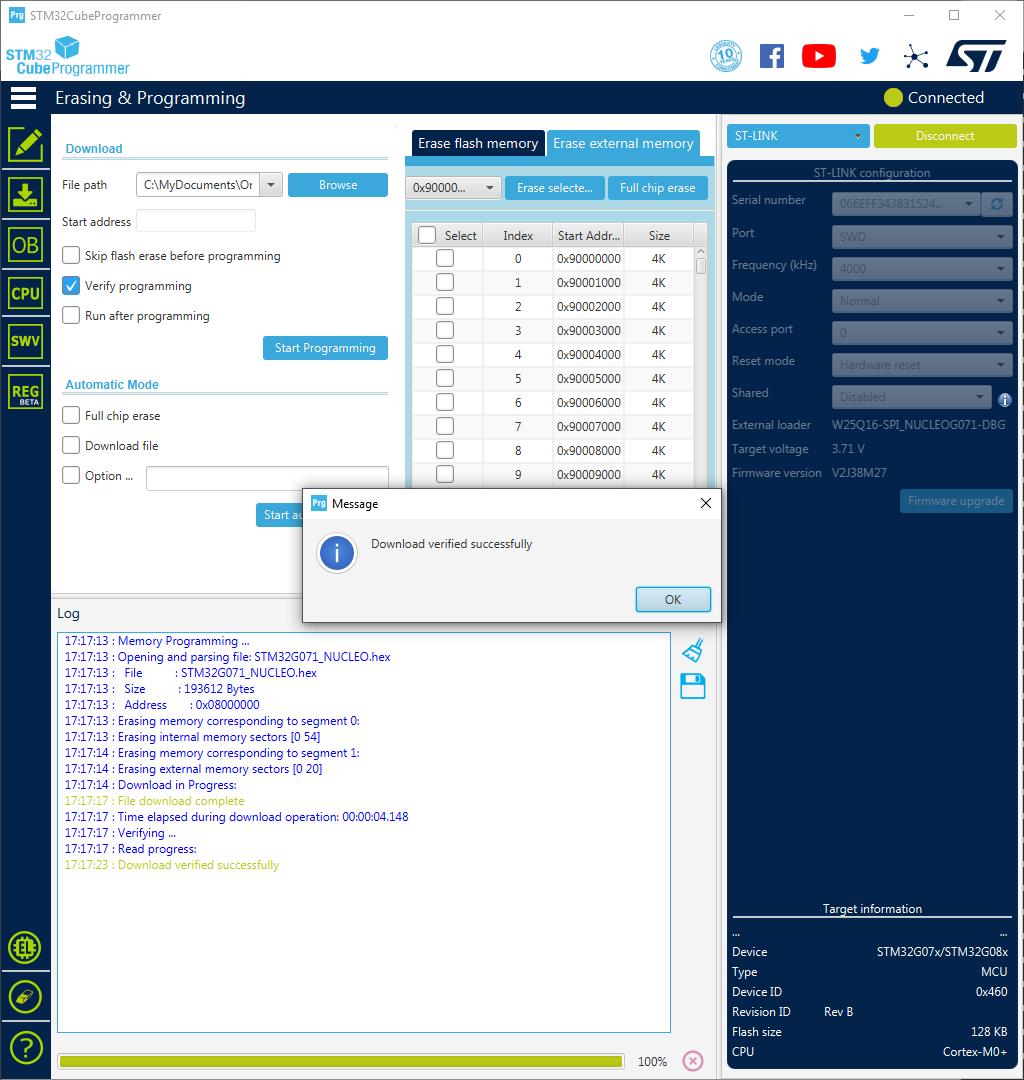 Prg STM32CubeProgrammer
STM32
CubeProgrammer
10
Erasing & Programming
Connected
Download
File path C:\MyDocuments\Or Browse
Start address
Skip flash erase before programming
Verify programming
Run after programming
Start Programming
Automatic Mode
Full chip erase
Download file
Option ...
Start au
OB
CPU
SWV
REG
BETA
EL
?
Erase flash memory Erase external memory
0x90000... Erase selecte... Full chip erase
Select Index Start Addr... Size
0 0x90000000 4K
1 0x90001000 4K
2 0x90002000 4K
3 0x90003000 4K
4 0x90004000 4K
5 0x90005000 4K
6 0x90006000 4K
7 0x90007000 4K
8 0x90008000 4K
9 0x90009000 4K
Prg Message
Download verified successfully
OK
Log
17:17:13 : Memory Programming ...
17:17:13 : Opening and parsing file: STM32G071_NUCLEO.hex
17:17:13 : File : STM32G071_NUCLEO.hex
17:17:13 : Size : 193612 Bytes
17:17:13 : Address : 0x08000000
17:17:13 : Erasing memory corresponding to segment 0:
17:17:13 : Erasing internal memory sectors [0 54]
17:17:14 : Erasing memory corresponding to segment 1:
17:17:14 : Erasing external memory sectors [0 20]
17:17:14 : Download in Progress:
17:17:17 : File download complete
17:17:17 : Time elapsed during download operation: 00:00:04.148
17:17:17 : Verifying ...
17:17:17 : Read progress:
17:17:23 : Download verified successfully
100%
ST-LINK Disconnect
ST-LINK configuration
Serial number 066EFF343831524...
Port SWD
Frequency (kHz) 4000
Mode Normal
Access port 0
Reset mode Hardware reset
Shared Disabled
External loader W25Q16-SPI_NUCLEOG071-DBG
Target voltage 3.71 V
Firmware version V2J38M27
Firmware upgrade
Target information
... ...
Device STM32G07x/STM32G08x
Type MCU
Device ID 0x460
Revision ID Rev B
Flash size 128 KB
CPU Cortex-M0+